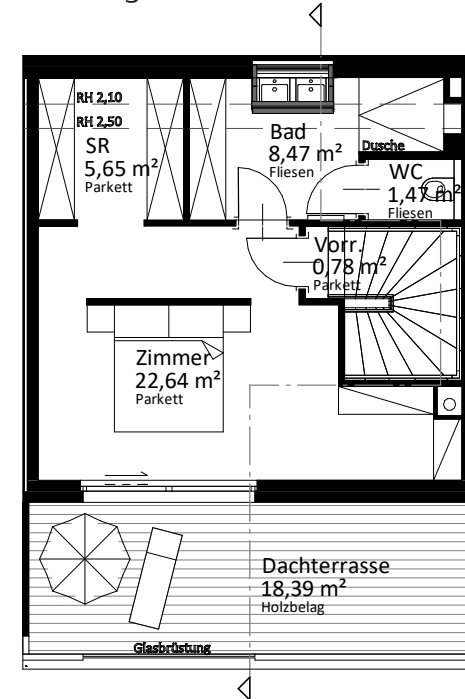 RH 2,10
RH 2,50
SR
5,65 m²
Parkett
Bad
8,47 m²
Fliesen
Dusche
WC
1,47 m²
Fliesen
Vorr.
0,78 m²
Parkett
Zimmer
22,64 m²
Parkett
Dachterrasse
18,39 m²
Holzbelag
Glasbrüstung